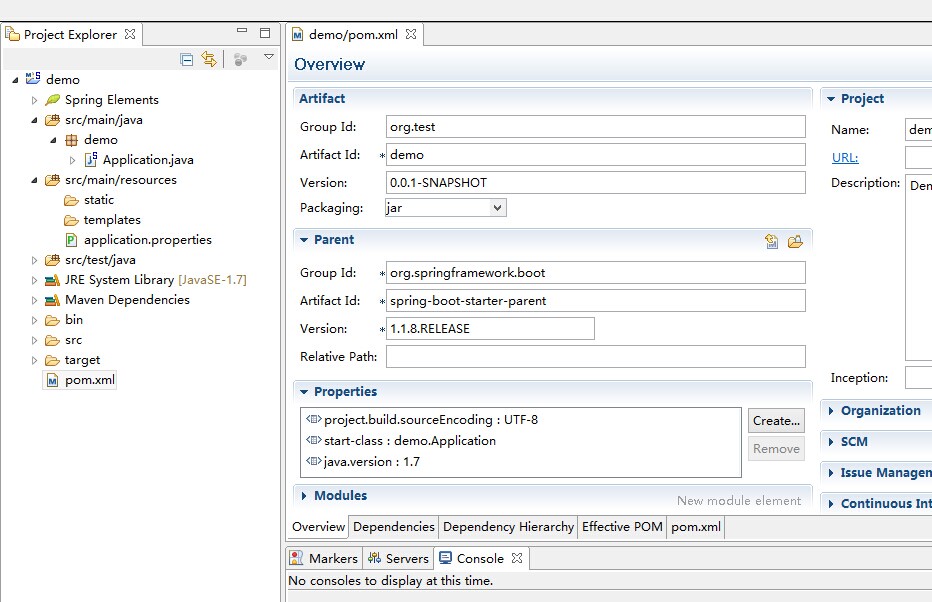 Project Explorer
demo
Spring Elements
src/main/java
demo
Application.java
src/main/resources
static
templates
application.properties
src/test/java
JRE System Library [JavaSE-1.7]
Maven Dependencies
bin
src
target
pom.xml
demo/pom.xml
Overview
Artifact
Group Id: org.test
Artifact Id: * demo
Version: 0.0.1-SNAPSHOT
Packaging: jar
Parent
Group Id: * org.springframework.boot
Artifact Id: * spring-boot-starter-parent
Version: * 1.1.8.RELEASE
Relative Path:
Properties
project.build.sourceEncoding : UTF-8
start-class : demo.Application
java.version : 1.7
Create...
Remove
Modules
New module element
Project
Name: dem
URL:
Description: Den
Inception:
Organization
SCM
Issue Managen
Continuous Int
Overview Dependencies Dependency Hierarchy Effective POM pom.xml
Markers Servers Console
No consoles to display at this time.